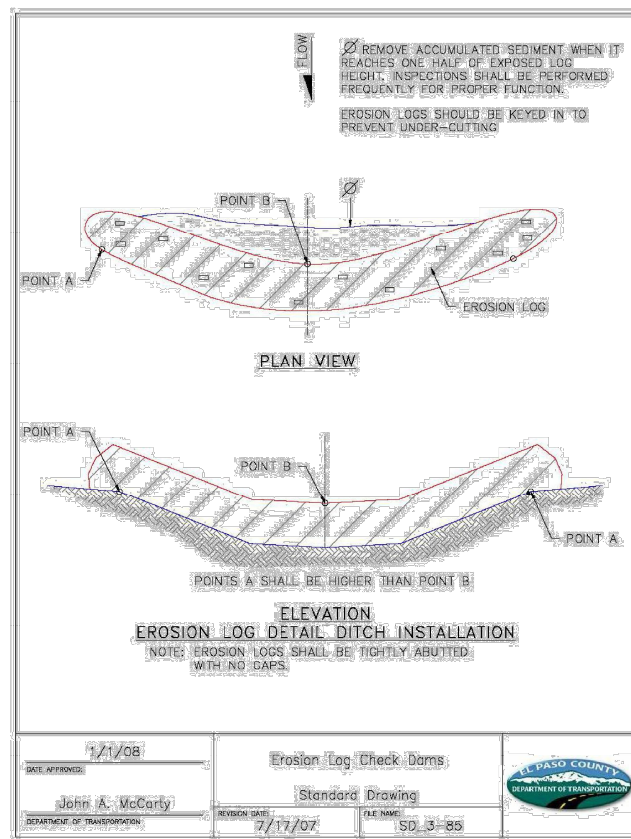 FLOW
Ø REMOVE ACCUMULATED SEDIMENT WHEN IT
REACHES ONE HALF OF EXPOSED LOG
HEIGHT. INSPECTIONS SHALL BE PERFORMED
FREQUENTLY FOR PROPER FUNCTION.
EROSION LOGS SHOULD BE KEYED IN TO
PREVENT UNDER-CUTTING
POINT B
Ø
POINT A
EROSION LOG
PLAN VIEW
POINT A
POINT B
POINT A
POINTS A SHALL BE HIGHER THAN POINT B
ELEVATION
EROSION LOG DETAIL DITCH INSTALLATION
NOTE: EROSION LOGS SHALL BE TIGHTLY ABUTTED
WITH NO GAPS.
1/1/08
DATE APPROVED:
John A. McCarty
DEPARTMENT OF TRANSPORTATION
Erosion Log Check Dams
Standard Drawing
REVISION DATE:
7/17/07
FILE NAME:
SD_3-85
EL PASO COUNTY
DEPARTMENT OF TRANSPORTATION